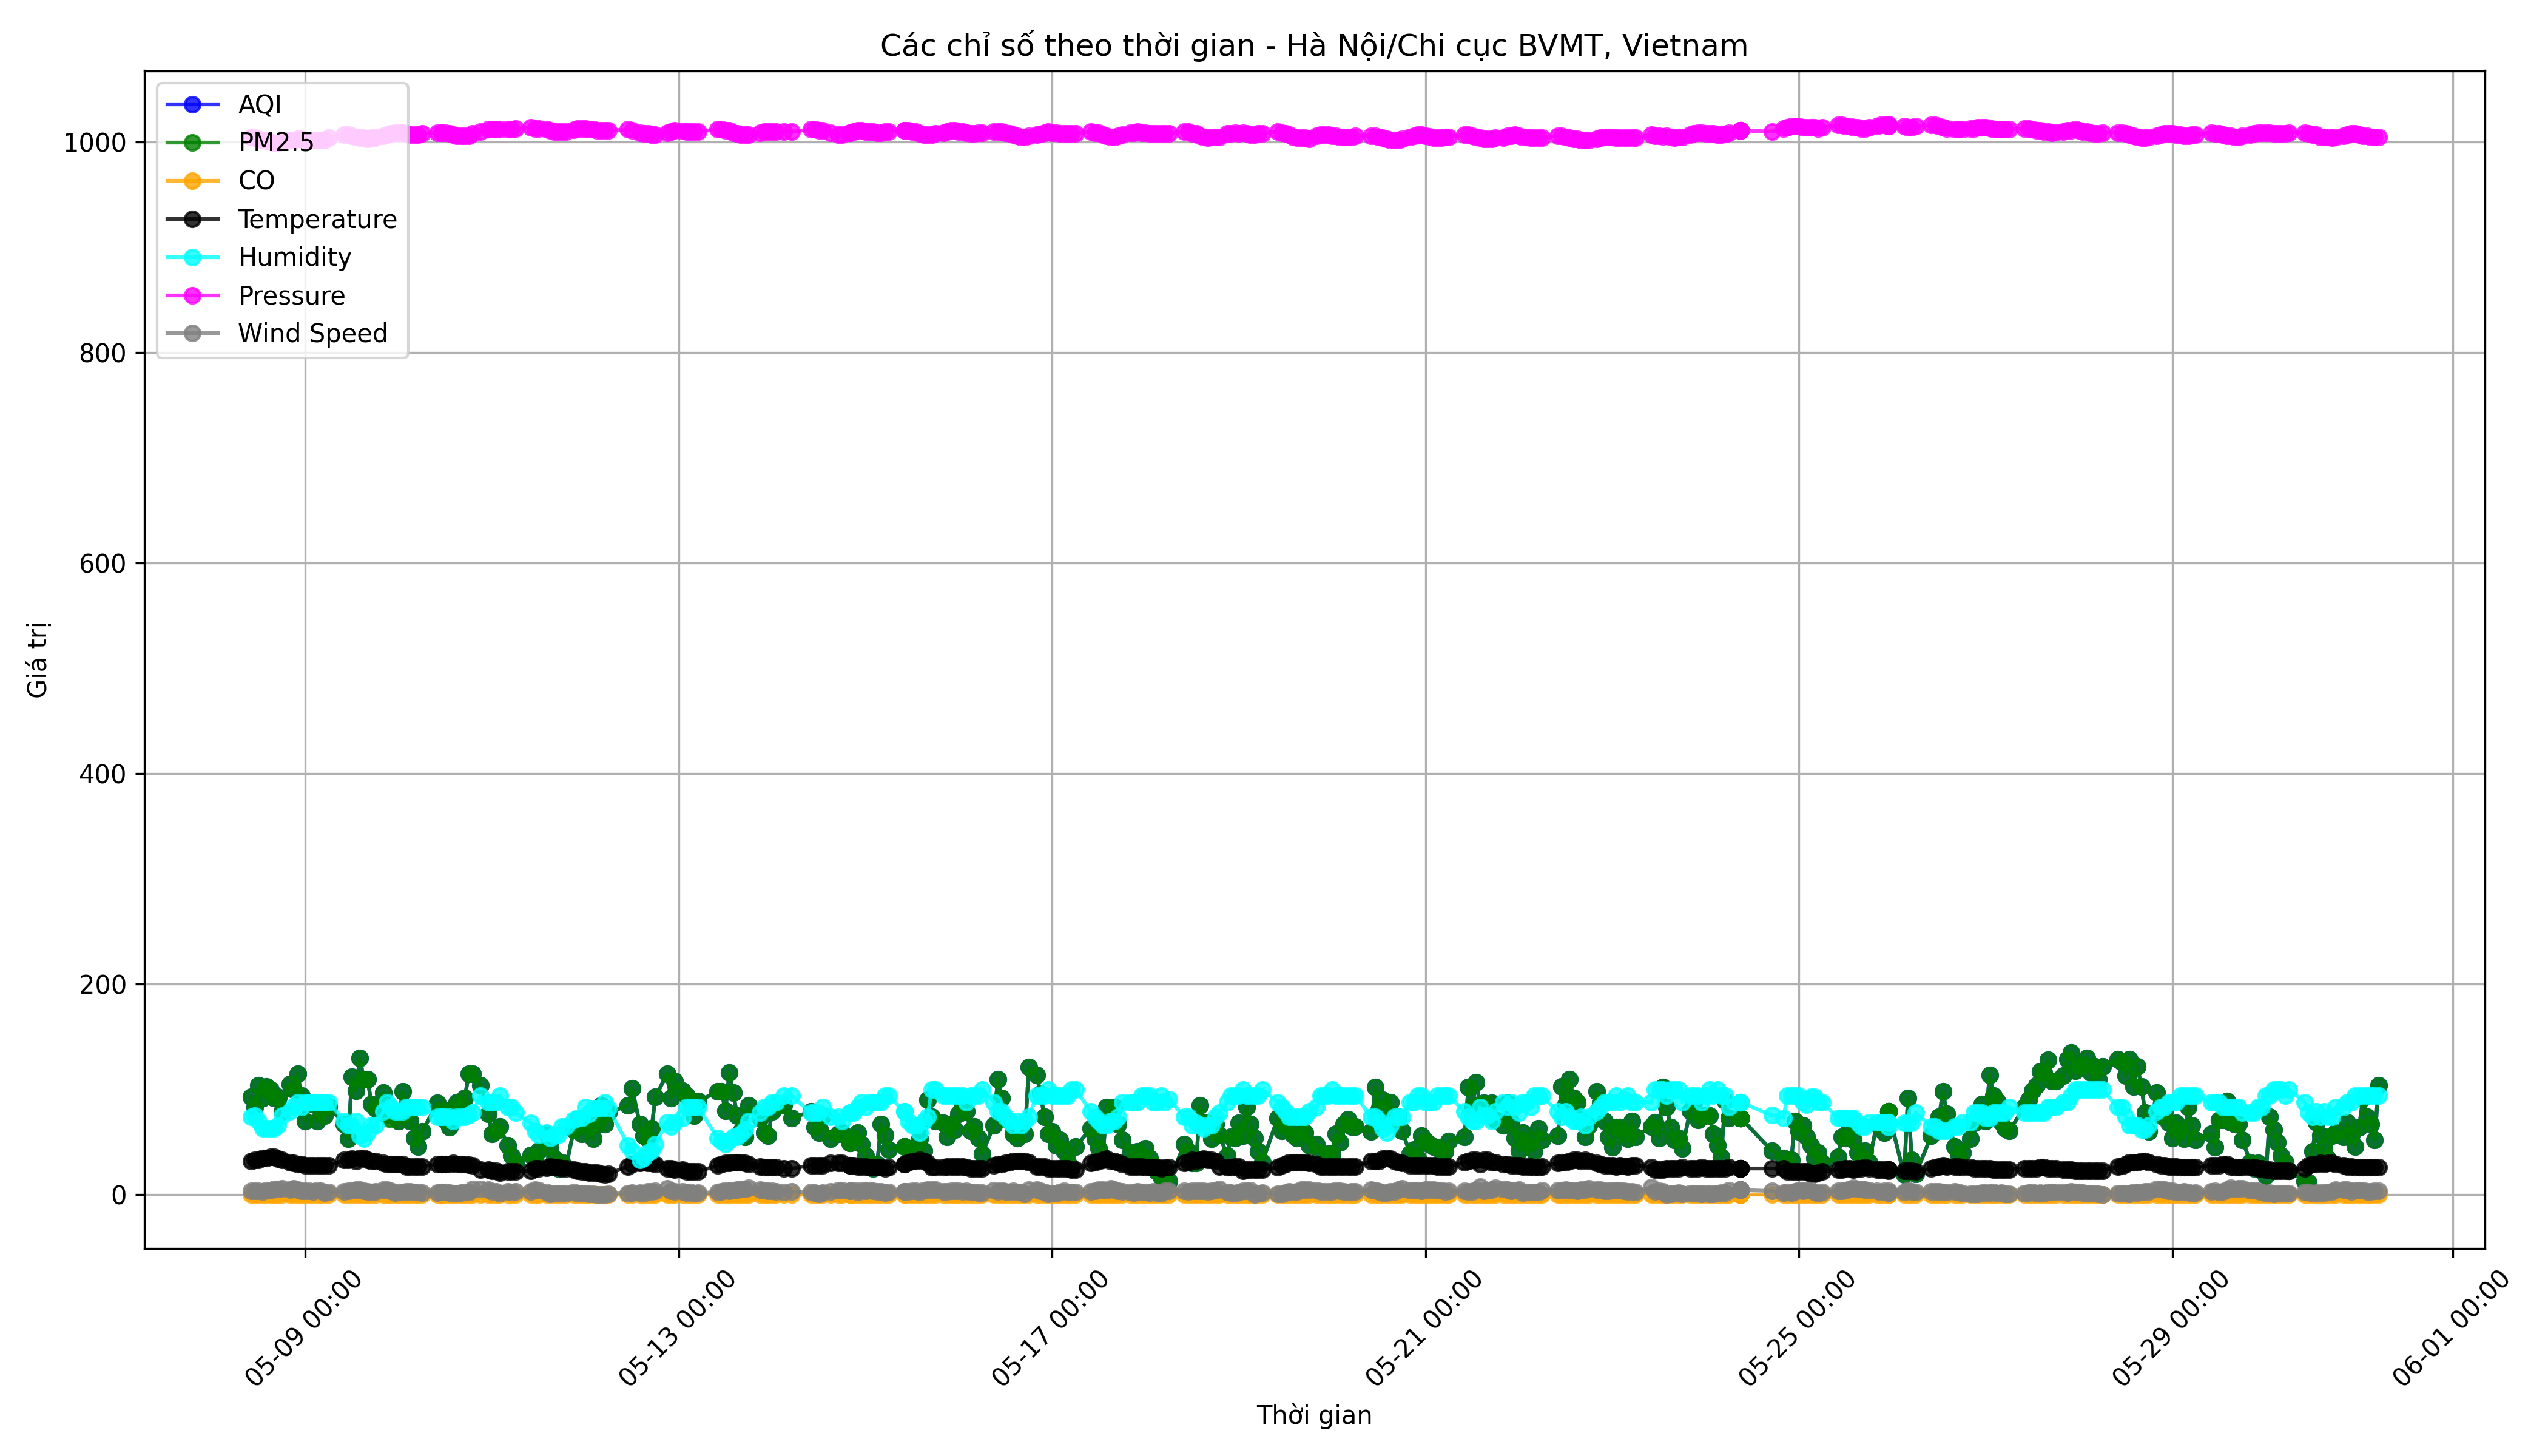 Các chỉ số theo thời gian - Hà Nội/Chi cục BVMT, Vietnam
AQI
PM2.5
CO
Temperature
Humidity
Pressure
Wind Speed
1000
800
600
400
200
0
Giá trị
05-09 00:00
05-13 00:00
05-17 00:00
05-21 00:00
05-25 00:00
05-29 00:00
06-01 00:00
Thời gian